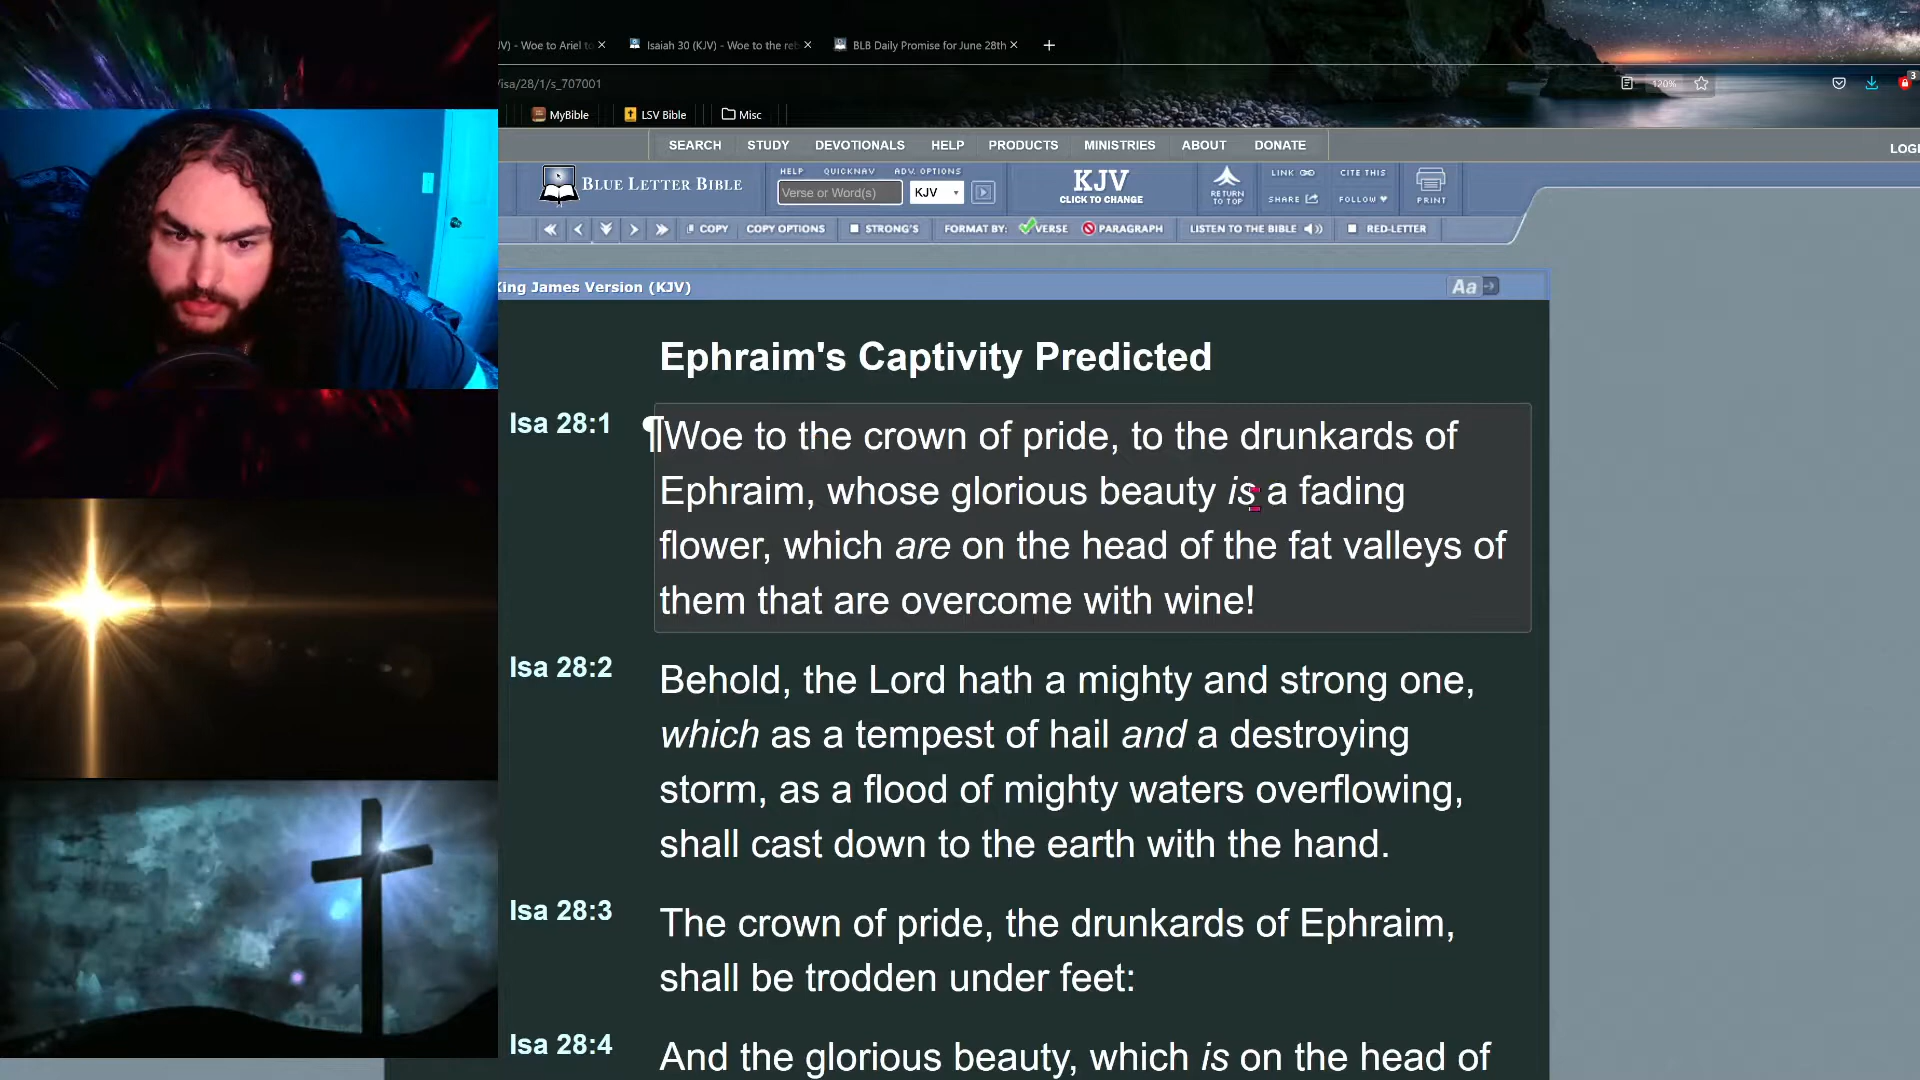 V) - Woe to Ariel to
Isaiah 30 (KJV) - Woe to the reb
BLB Daily Promise for June 28th
/isa/28/1/s_707001
120%
3
MyBible
LSV Bible
Misc
SEARCH STUDY DEVOTIONALS HELP PRODUCTS MINISTRIES ABOUT DONATE
LOGI
BLUE LETTER BIBLE
HELP QUICKNAV ADV. OPTIONS
Verse or Word(s)
KJV
KJV
CLICK TO CHANGE
RETURN
TO TOP
LINK
SHARE
CITE THIS
FOLLOW
PRINT
COPY COPY OPTIONS STRONG'S FORMAT BY: VERSE PARAGRAPH LISTEN TO THE BIBLE RED-LETTER
King James Version (KJV)
Aa
Ephraim's Captivity Predicted
Isa 28:1
¶Woe to the crown of pride, to the drunkards of
Ephraim, whose glorious beauty is a fading
flower, which are on the head of the fat valleys of
them that are overcome with wine!
Isa 28:2
Behold, the Lord hath a mighty and strong one,
which as a tempest of hail and a destroying
storm, as a flood of mighty waters overflowing,
shall cast down to the earth with the hand.
Isa 28:3
The crown of pride, the drunkards of Ephraim,
shall be trodden under feet:
Isa 28:4
And the glorious beauty, which is on the head of